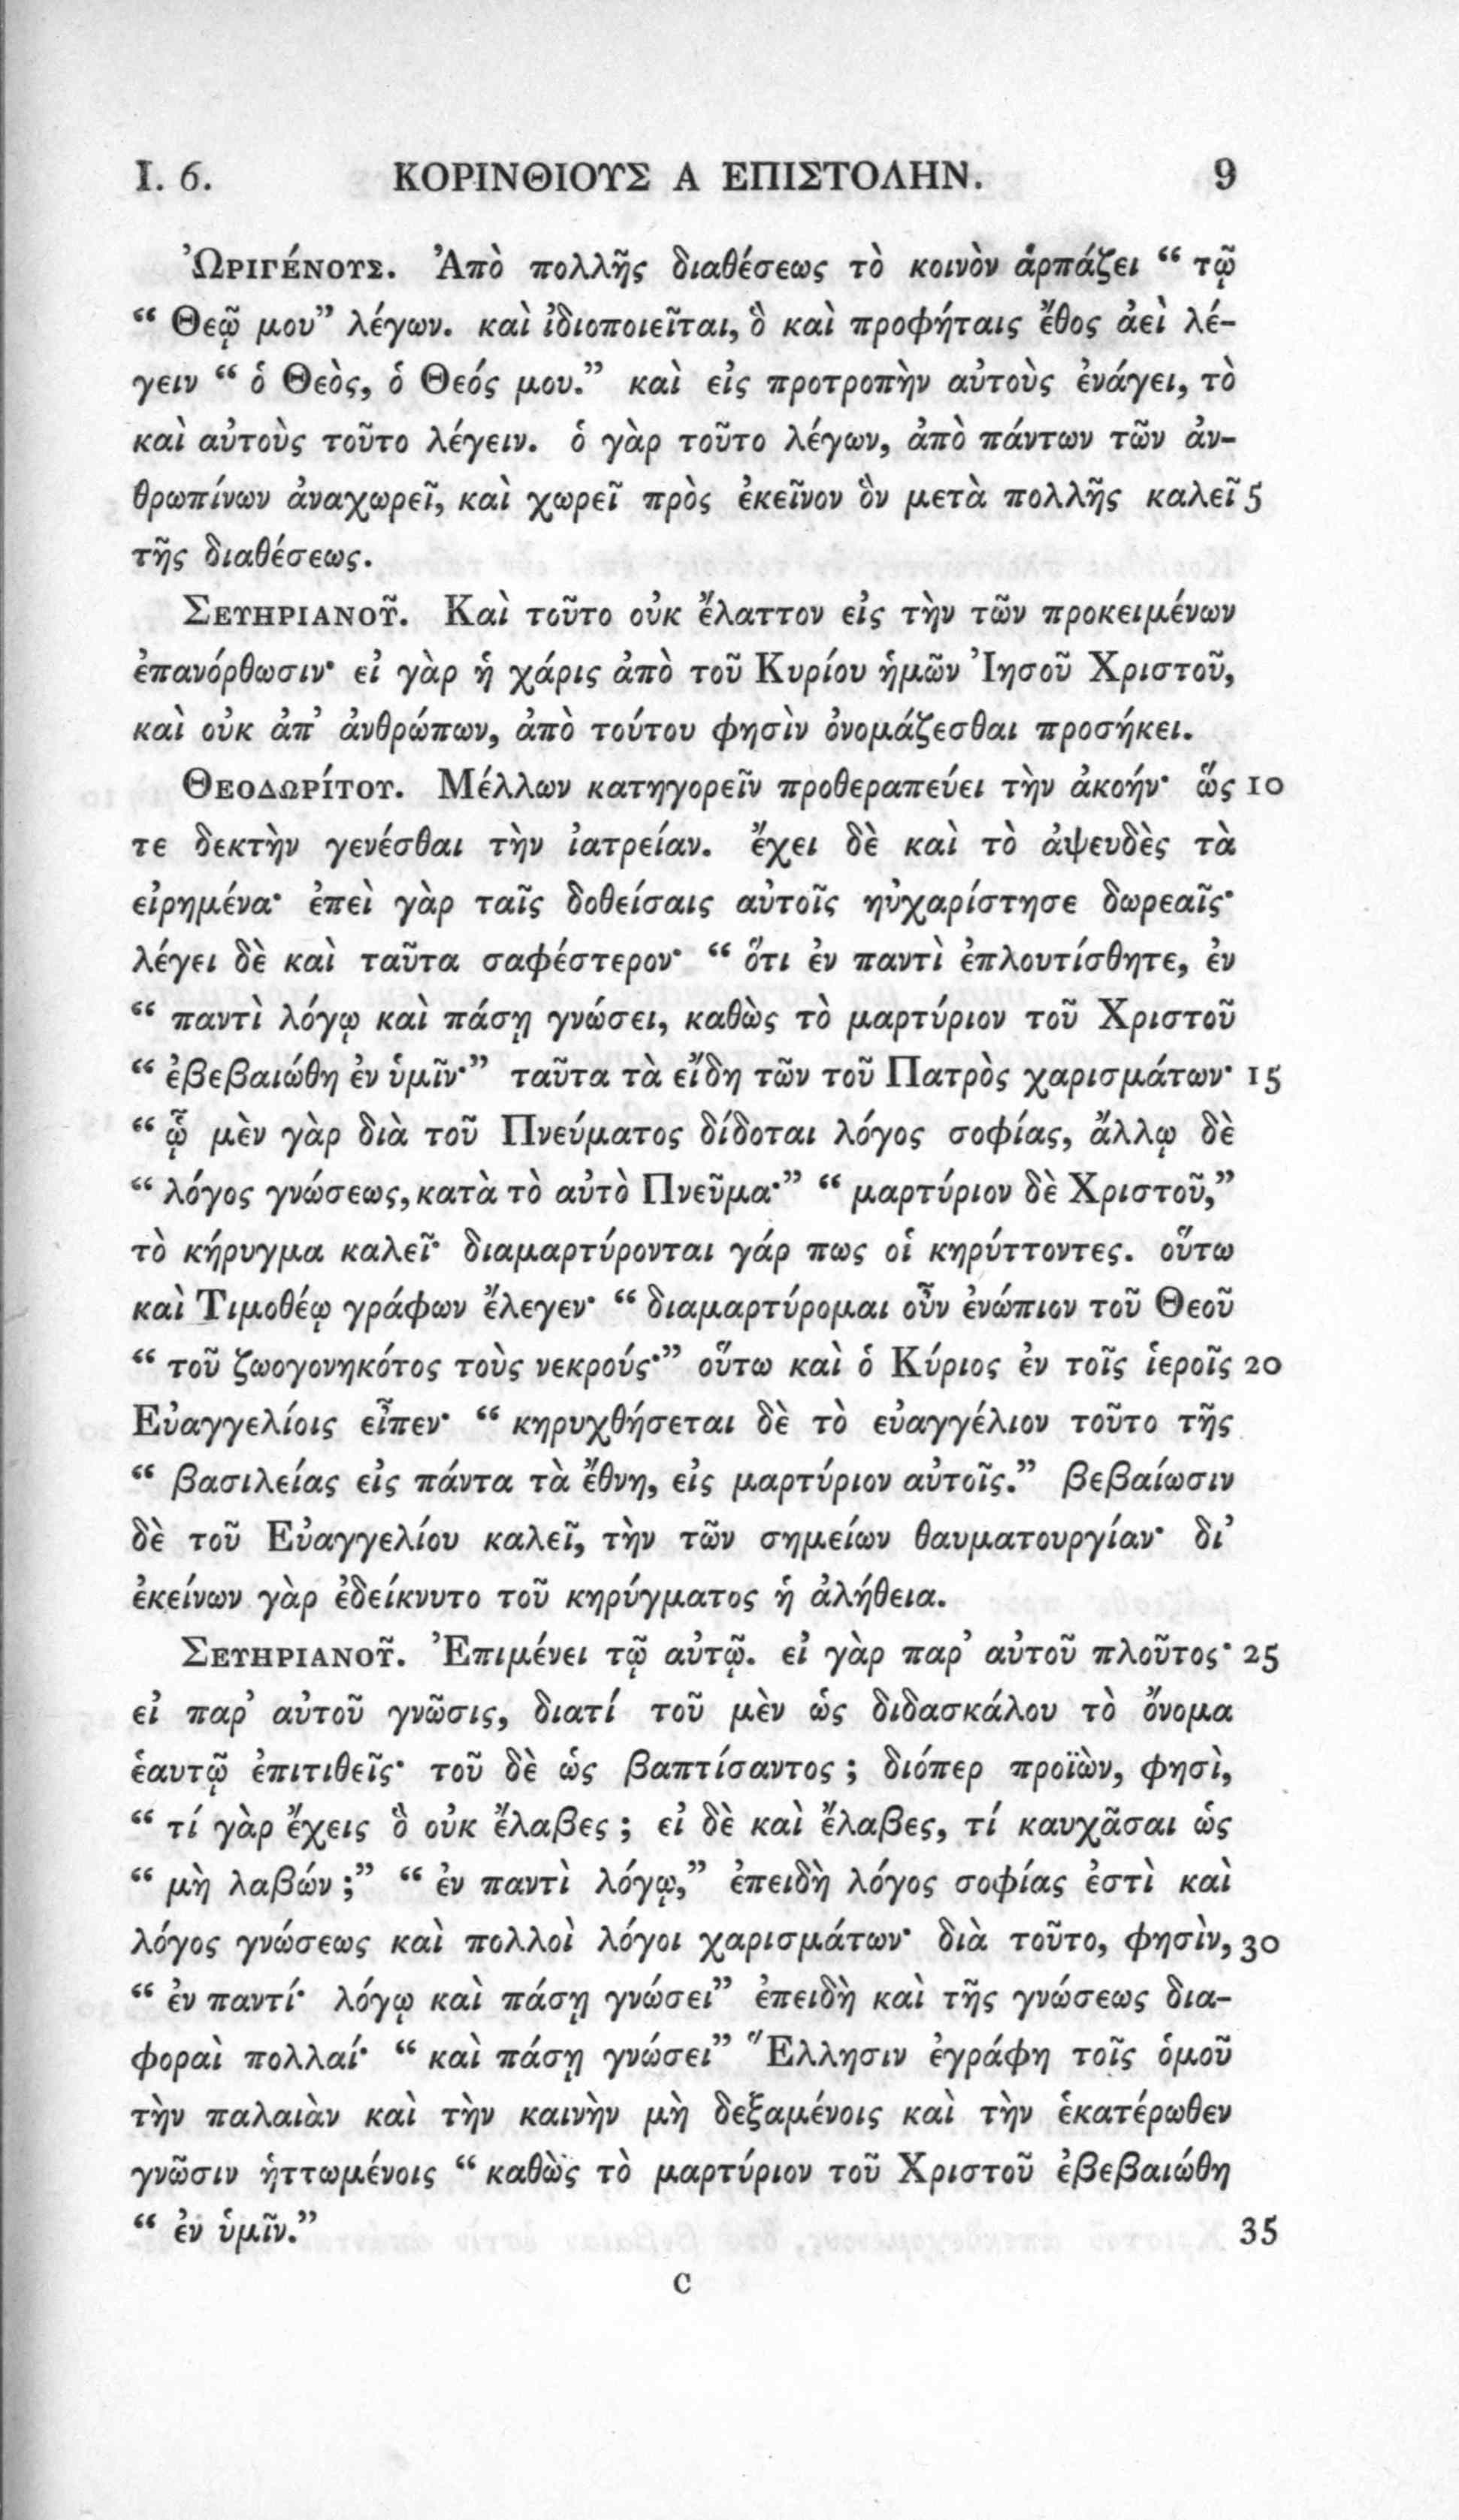 I. 6. ΚΟΡΙΝΘΙΟΥΣ Α ΕΠΙΣΤΟΛΗΝ. 9
Ὠριγένους. Ἀπὸ πολλῆς διαθέσεως τὸ κοινὸν ἁρπάζει “ τῷ
“ Θεῷ μου” λέγων. καὶ ἰδιοποιεῖται, ὃ καὶ προφήταις ἔθος ἀεὶ λέ-
γειν “ ὁ Θεὸς, ὁ Θεός μου.” καὶ εἰς προτροπὴν αὐτοὺς ἐνάγει, τὸ
καὶ αὐτοὺς τοῦτο λέγειν. ὁ γὰρ τοῦτο λέγων, ἀπὸ πάντων τῶν ἀν-
θρωπίνων ἀναχωρεῖ, καὶ χωρεῖ πρὸς ἐκεῖνον ὃν μετὰ πολλῆς καλεῖ 5
τῆς διαθέσεως.
Σευηριανοῦ. Καὶ τοῦτο οὐκ ἔλαττον εἰς τὴν τῶν προκειμένων
ἐπανόρθωσιν· εἰ γὰρ ἡ χάρις ἀπὸ τοῦ Κυρίου ἡμῶν Ἰησοῦ Χριστοῦ,
καὶ οὐκ ἀπ’ ἀνθρώπων, ἀπὸ τούτου φησὶν ὀνομάζεσθαι προσήκει.
Θεοδωρίτου. Μέλλων κατηγορεῖν προθεραπεύει τὴν ἀκοήν· ὥς 10
τε δεκτὴν γενέσθαι τὴν ἰατρείαν. ἔχει δὲ καὶ τὸ ἀψευδὲς τὰ
εἰρημένα· ἐπεὶ γὰρ ταῖς δοθείσαις αὐτοῖς ηὐχαρίστησε δωρεαῖς·
λέγει δὲ καὶ ταῦτα σαφέστερον· “ ὅτι ἐν παντὶ ἐπλουτίσθητε, ἐν
“ παντὶ λόγῳ καὶ πάσῃ γνώσει, καθὼς τὸ μαρτύριον τοῦ Χριστοῦ
“ ἐβεβαιώθη ἐν ὑμῖν·” ταῦτα τὰ εἴδη τῶν τοῦ Πατρὸς χαρισμάτων· 15
“ ᾧ μὲν γὰρ διὰ τοῦ Πνεύματος δίδοται λόγος σοφίας, ἄλλῳ δὲ
“ λόγος γνώσεως, κατὰ τὸ αὐτὸ Πνεῦμα·” “ μαρτύριον δὲ Χριστοῦ,”
τὸ κήρυγμα καλεῖ· διαμαρτύρονται γάρ πως οἱ κηρύττοντες. οὕτω
καὶ Τιμοθέῳ γράφων ἔλεγεν· “ διαμαρτύρομαι οὖν ἐνώπιον τοῦ Θεοῦ
“ τοῦ ζωογονηκότος τοὺς νεκρούς·” οὕτω καὶ ὁ Κύριος ἐν τοῖς ἱεροῖς 20
Εὐαγγελίοις εἶπεν· “ κηρυχθήσεται δὲ τὸ εὐαγγέλιον τοῦτο τῆς
“ βασιλείας εἰς πάντα τὰ ἔθνη, εἰς μαρτύριον αὐτοῖς.” βεβαίωσιν
δὲ τοῦ Εὐαγγελίου καλεῖ, τὴν τῶν σημείων θαυματουργίαν· δι’
ἐκείνων γὰρ ἐδείκνυτο τοῦ κηρύγματος ἡ ἀλήθεια.
Σευηριανοῦ. Ἐπιμένει τῷ αὐτῷ. εἰ γὰρ παρ’ αὐτοῦ πλοῦτος· 25
εἰ παρ’ αὐτοῦ γνῶσις, διατί τοῦ μὲν ὡς διδασκάλου τὸ ὄνομα
ἑαυτῷ ἐπιτιθεῖς· τοῦ δὲ ὡς βαπτίσαντος ; διόπερ προϊὼν, φησὶ,
“ τί γὰρ ἔχεις ὃ οὐκ ἔλαβες ; εἰ δὲ καὶ ἔλαβες, τί καυχᾶσαι ὡς
“ μὴ λαβών ;” “ ἐν παντὶ λόγῳ,” ἐπειδὴ λόγος σοφίας ἐστὶ καὶ
λόγος γνώσεως καὶ πολλοὶ λόγοι χαρισμάτων· διὰ τοῦτο, φησὶν, 30
“ ἐν παντί· λόγῳ καὶ πάσῃ γνώσει” ἐπειδὴ καὶ τῆς γνώσεως δια-
φοραὶ πολλαί· “ καὶ πάσῃ γνώσει” Ἕλλησιν ἐγράφη τοῖς ὁμοῦ
τὴν παλαιὰν καὶ τὴν καινὴν μὴ δεξαμένοις καὶ τὴν ἑκατέρωθεν
γνῶσιν ἡττωμένοις “ καθὼς τὸ μαρτύριον τοῦ Χριστοῦ ἐβεβαιώθη
“ ἐν ὑμῖν.” 35
C